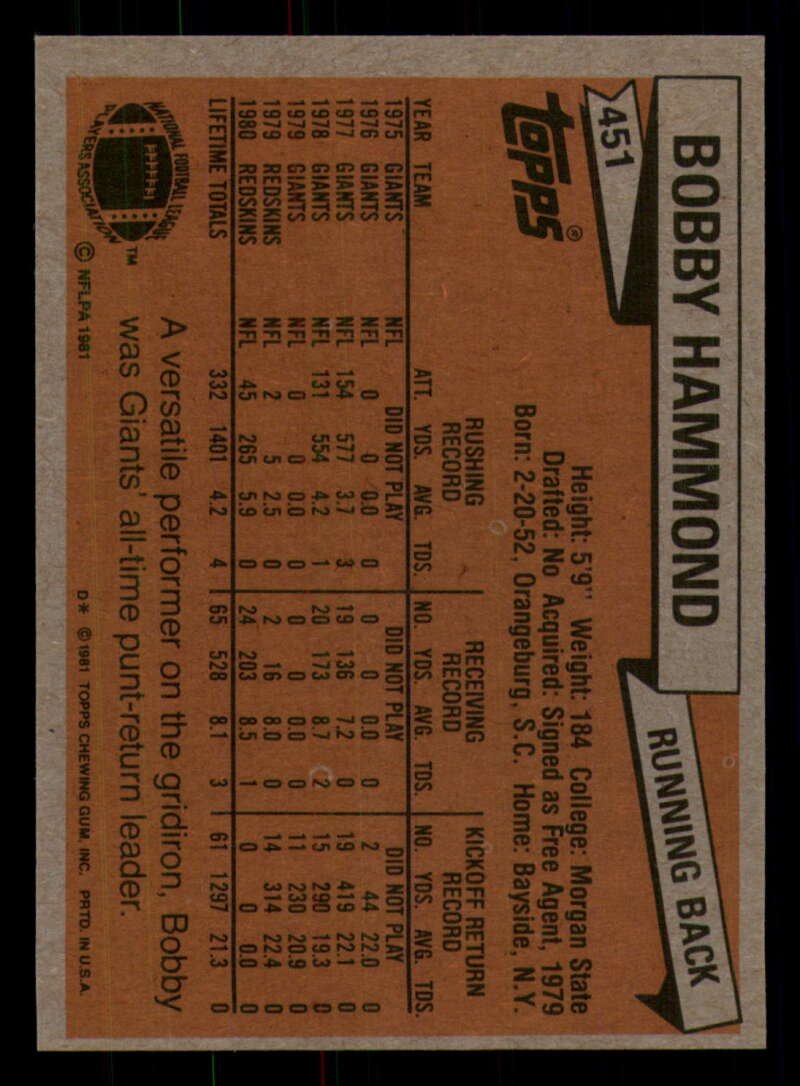 451
BOBBY HAMMOND
RUNNING BACK
topps®
Height: 5'9" Weight: 184 College: Morgan State
Drafted: No Acquired: Signed as Free Agent, 1979
Born: 2-20-52, Orangeburg, S.C. Home: Bayside, N.Y.
RUSHING RECORD RECEIVING RECORD KICKOFF RETURN RECORD
YEAR TEAM ATT. YDS. AVG. TDS. NO. YDS. AVG. TDS. NO. YDS. AVG. TDS.
1975 GIANTS NFL DID NOT PLAY DID NOT PLAY DID NOT PLAY
1976 GIANTS NFL 0 0 0.0 0 0 0 0.0 0 2 44 22.0 0
1977 GIANTS NFL 154 577 3.7 3 19 136 7.2 0 19 419 22.1 0
1978 GIANTS NFL 131 554 4.2 1 20 173 8.7 2 15 290 19.3 0
1979 GIANTS NFL 0 0 0.0 0 0 0 0.0 0 11 230 20.9 0
1979 REDSKINS NFL 2 5 2.5 0 2 16 8.0 0 14 314 22.4 0
1980 REDSKINS NFL 45 265 5.9 0 24 203 8.5 1 0 0 0.0 0
LIFETIME TOTALS 332 1401 4.2 4 65 528 8.1 3 61 1297 21.3 0
NATIONAL FOOTBALL LEAGUE
PLAYERS ASSOCIATION
™
© NFLPA 1981
A versatile performer on the gridiron, Bobby
was Giants' all-time punt-return leader.
D* ©1981 TOPPS CHEWING GUM, INC. PRTD. IN U.S.A.